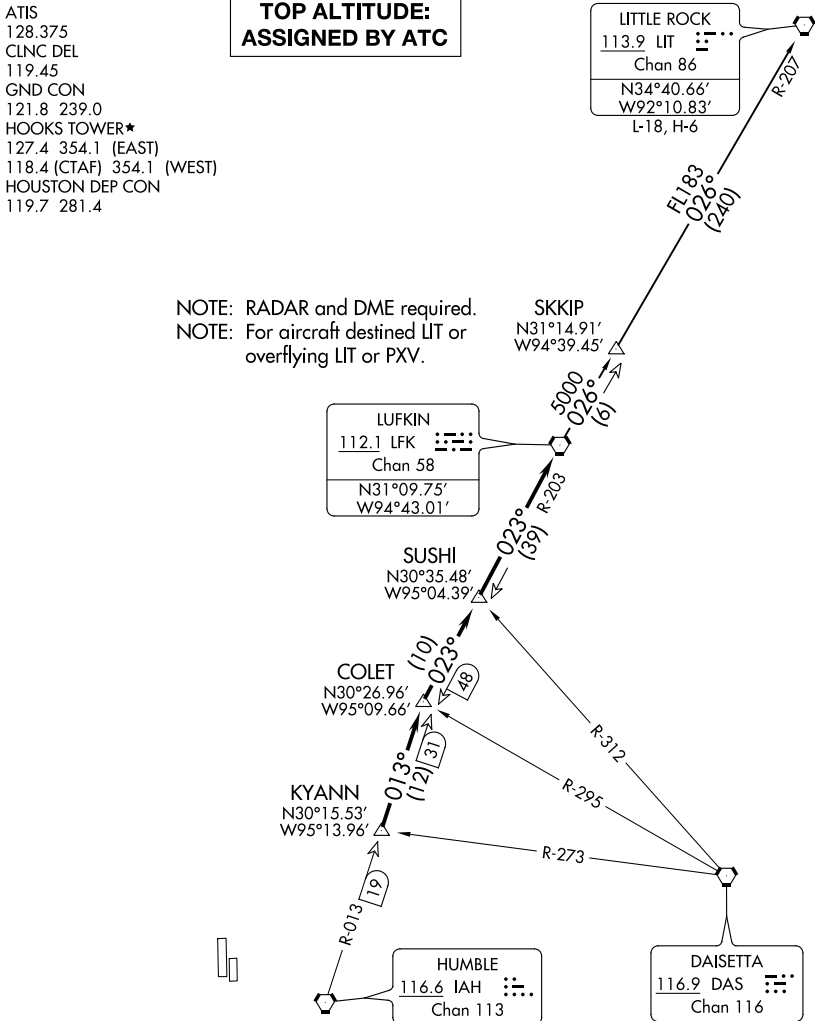 ATIS
128.375
CLNC DEL
119.45
GND CON
121.8 239.0
HOOKS TOWER★
127.4 354.1 (EAST)
118.4 (CTAF) 354.1 (WEST)
HOUSTON DEP CON
119.7 281.4
TOP ALTITUDE:
ASSIGNED BY ATC
LITTLE ROCK
113.9 LIT
Chan 86
N34°40.66'
W92°10.83'
L-18, H-6
R-207
FL183
026°
(240)
NOTE: RADAR and DME required.
NOTE: For aircraft destined LIT or
overflying LIT or PXV.
SKKIP
N31°14.91'
W94°39.45'
5000
026°
(6)
LUFKIN
112.1 LFK
Chan 58
N31°09.75'
W94°43.01'
R-203
023°
(39)
SUSHI
N30°35.48'
W95°04.39'
(10)
023°
48
COLET
N30°26.96'
W95°09.66'
013°
(12)
31
KYANN
N30°15.53'
W95°13.96'
R-312
R-295
R-273
R-013
19
HUMBLE
116.6 IAH
Chan 113
DAISETTA
116.9 DAS
Chan 116